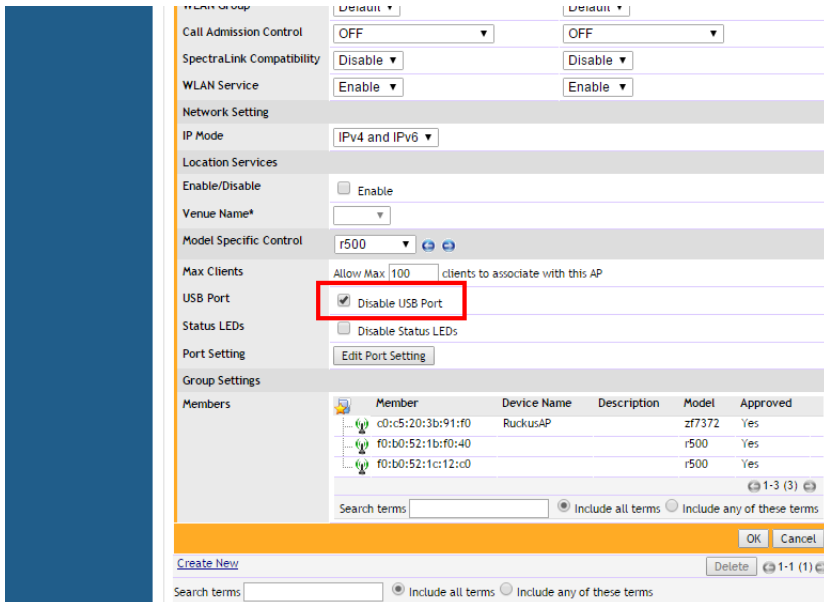 WLAN Group Default Default
Call Admission Control OFF OFF
SpectraLink Compatibility Disable Disable
WLAN Service Enable Enable
Network Setting
IP Mode IPv4 and IPv6
Location Services
Enable/Disable Enable
Venue Name*
Model Specific Control r500
Max Clients Allow Max 100 clients to associate with this AP
USB Port Disable USB Port
Status LEDs Disable Status LEDs
Port Setting Edit Port Setting
Group Settings
Members Member Device Name Description Model Approved
c0:c5:20:3b:91:f0 RuckusAP zf7372 Yes
f0:b0:52:1b:f0:40 r500 Yes
f0:b0:52:1c:12:c0 r500 Yes
1-3 (3)
Search terms Include all terms Include any of these terms
OK Cancel
Create New Delete 1-1 (1)
Search terms Include all terms Include any of these terms